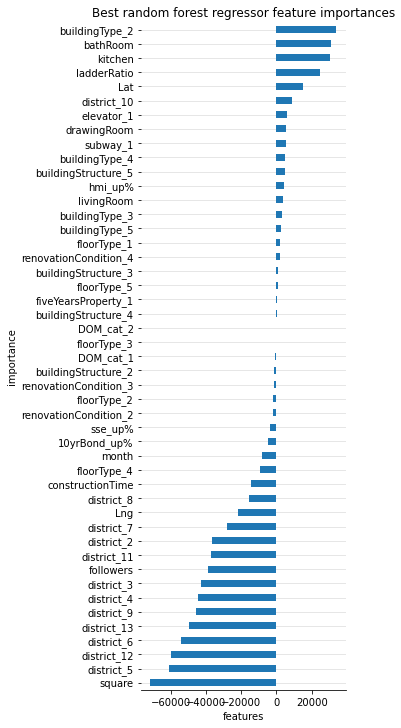 Best random forest regressor feature importances
buildingType_2
bathRoom
kitchen
ladderRatio
Lat
district_10
elevator_1
drawingRoom
subway_1
buildingType_4
buildingStructure_5
hmi_up%
livingRoom
buildingType_3
buildingType_5
floorType_1
renovationCondition_4
buildingStructure_3
floorType_5
fiveYearsProperty_1
buildingStructure_4
DOM_cat_2
floorType_3
DOM_cat_1
buildingStructure_2
renovationCondition_3
floorType_2
renovationCondition_2
sse_up%
10yrBond_up%
month
floorType_4
constructionTime
district_8
Lng
district_7
district_2
district_11
followers
district_3
district_4
district_9
district_13
district_6
district_12
district_5
square
importance
−60000 −40000 −20000 0 20000
features